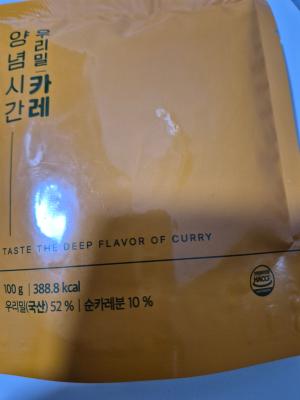 우리밀 카레
양념시간
TASTE THE DEEP FLAVOR OF CURRY
100 g | 388.8 kcal
우리밀(국산) 52 % | 순카레분 10 %
HACCP